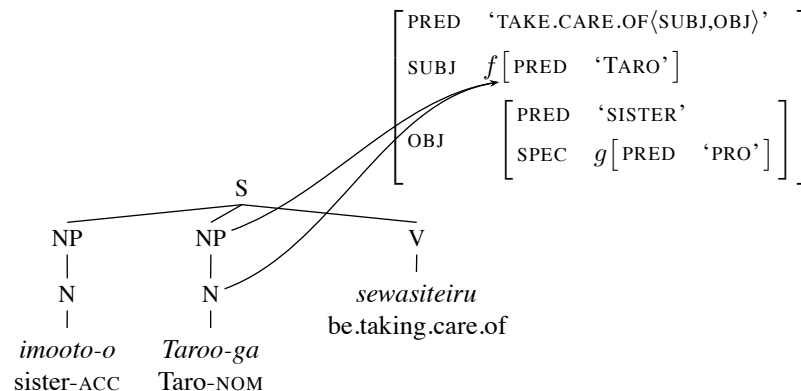 PRED ‘TAKE.CARE.OF⟨SUBJ,OBJ⟩’
SUBJ f[PRED ‘TARO’]
OBJ [PRED ‘SISTER’
SPEC g[PRED ‘PRO’]]
S
NP NP V
N N sewasiteiru
be.taking.care.of
imooto-o Taroo-ga
sister-ACC Taro-NOM